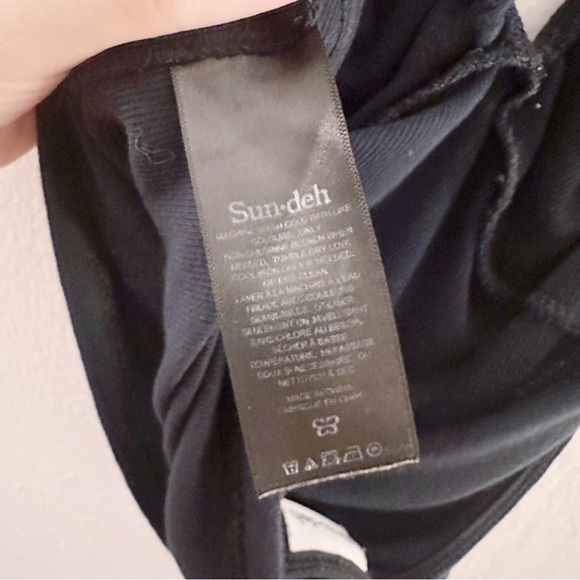 Sun·deh
MACHINE WASH COLD WITH LIKE
COLOURS. ONLY
NON-CHLORINE BLEACH WHEN
NEEDED. TUMBLE DRY LOW.
COOL IRON ONLY IF NEEDED,
OR DRY CLEAN.
LAVER À LA MACHINE À L'EAU
FROIDE AVEC COULEURS
SEMBLABLES. UTILISER
SEULEMENT UN JAVELLISANT
SANS CHLORE AU BESOIN.
SÉCHER À BASSE
TEMPÉRATURE. REPASSAGE
DOUX SI NÉCESSAIRE, OU
NETTOYER À SEC.
MADE IN CHINA
FABRIQUÉ EN CHINE